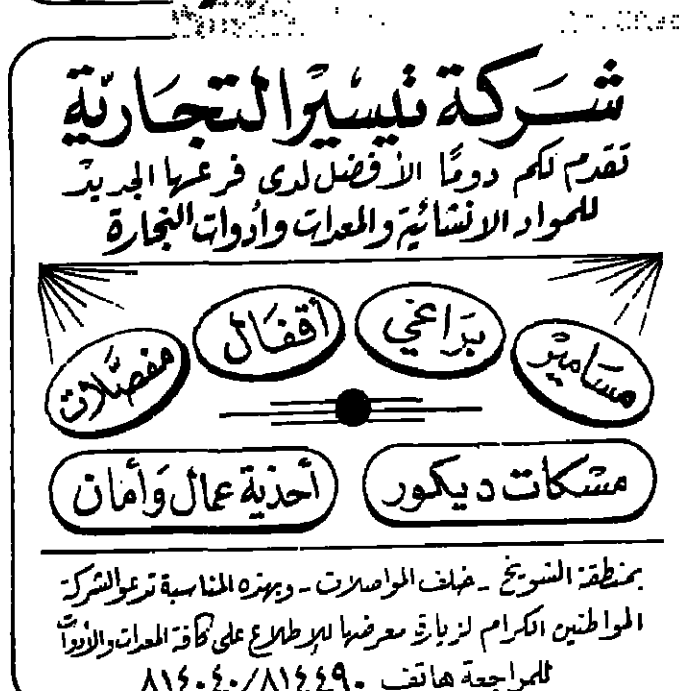 شركة تيسير التجارية
تقدم لكم دومًا الأفضل لدى فرعها الجديد
للمواد الانشائية والمعدات وأدوات النجارة
مسامير
براغي
أقفال
مفصّلات
مسكات ديكور
أحذية عمال وأمان
بمنطقة الشويخ - خلف المواصلات - وبهذه المناسبة تدعو الشركة
المواطنين الكرام لزيارة معرضها للإطلاع على كافة المعدات والأدوات
للمراجعة هاتف ٨١٤٤٩٠/٨١٤٠٤٠